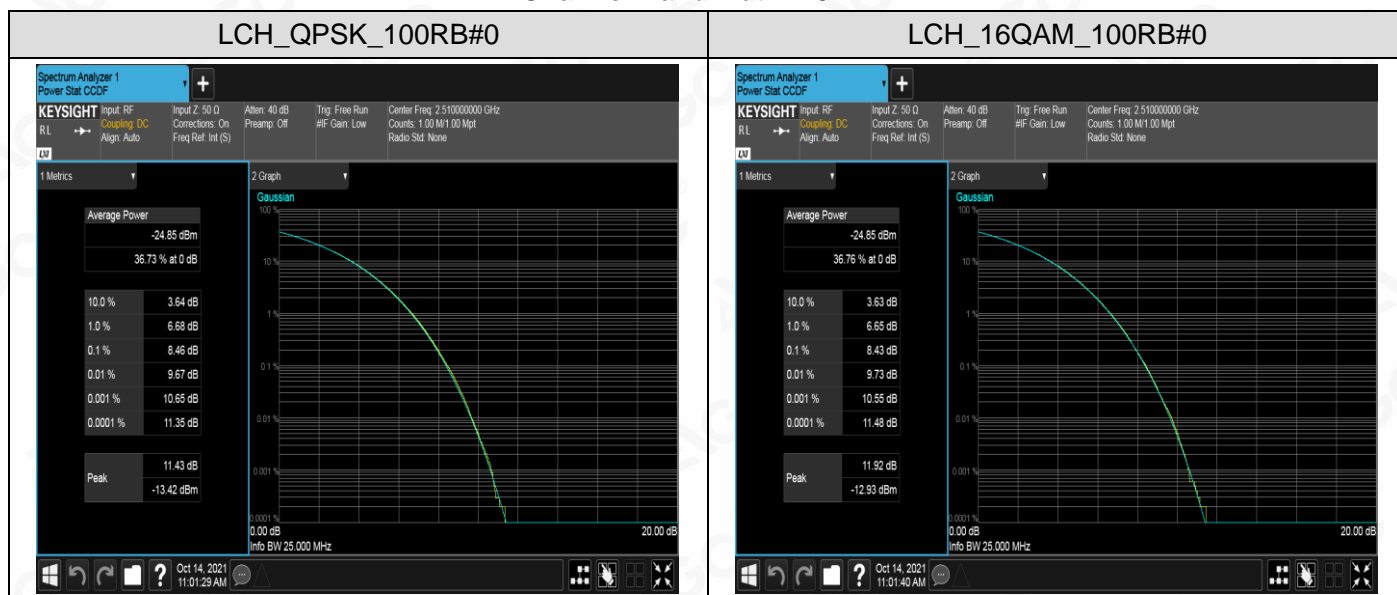 LCH_QPSK_100RB#0
LCH_16QAM_100RB#0
Spectrum Analyzer 1
Power Stat CCDF
KEYSIGHT
RL
LXI
Input: RF
Coupling: DC
Align: Auto
Input Z: 50 Ω
Corrections: On
Freq Ref: Int (S)
Atten: 40 dB
Preamp: Off
Trig: Free Run
#IF Gain: Low
Center Freq: 2.510000000 GHz
Counts: 1.00 M/1.00 Mpt
Radio Std: None
1 Metrics
Average Power
-24.85 dBm
36.73 % at 0 dB
10.0 % 3.64 dB
1.0 % 6.68 dB
0.1 % 8.46 dB
0.01 % 9.67 dB
0.001 % 10.65 dB
0.0001 % 11.35 dB
Peak
11.43 dB
-13.42 dBm
2 Graph
Gaussian
100 %
10 %
1 %
0.1 %
0.01 %
0.001 %
0.0001 %
0.00 dB 20.00 dB
Info BW 25.000 MHz
?
Oct 14, 2021
11:01:29 AM
Spectrum Analyzer 1
Power Stat CCDF
KEYSIGHT
RL
LXI
Input: RF
Coupling: DC
Align: Auto
Input Z: 50 Ω
Corrections: On
Freq Ref: Int (S)
Atten: 40 dB
Preamp: Off
Trig: Free Run
#IF Gain: Low
Center Freq: 2.510000000 GHz
Counts: 1.00 M/1.00 Mpt
Radio Std: None
1 Metrics
Average Power
-24.85 dBm
36.76 % at 0 dB
10.0 % 3.63 dB
1.0 % 6.65 dB
0.1 % 8.43 dB
0.01 % 9.73 dB
0.001 % 10.55 dB
0.0001 % 11.48 dB
Peak
11.92 dB
-12.93 dBm
2 Graph
Gaussian
100 %
10 %
1 %
0.1 %
0.01 %
0.001 %
0.0001 %
0.00 dB 20.00 dB
Info BW 25.000 MHz
?
Oct 14, 2021
11:01:40 AM